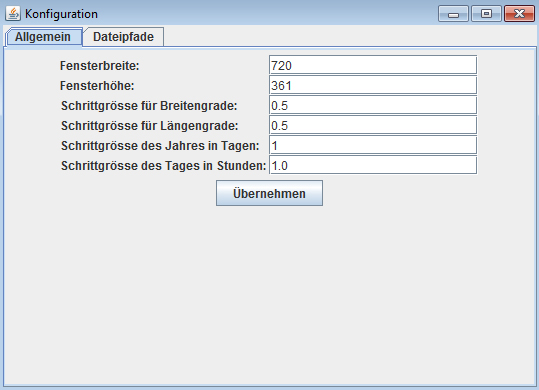 Konfiguration
Allgemein Dateipfade
Fensterbreite: 720
Fensterhöhe: 361
Schrittgrösse für Breitengrade: 0.5
Schrittgrösse für Längengrade: 0.5
Schrittgrösse des Jahres in Tagen: 1
Schrittgrösse des Tages in Stunden: 1.0
Übernehmen